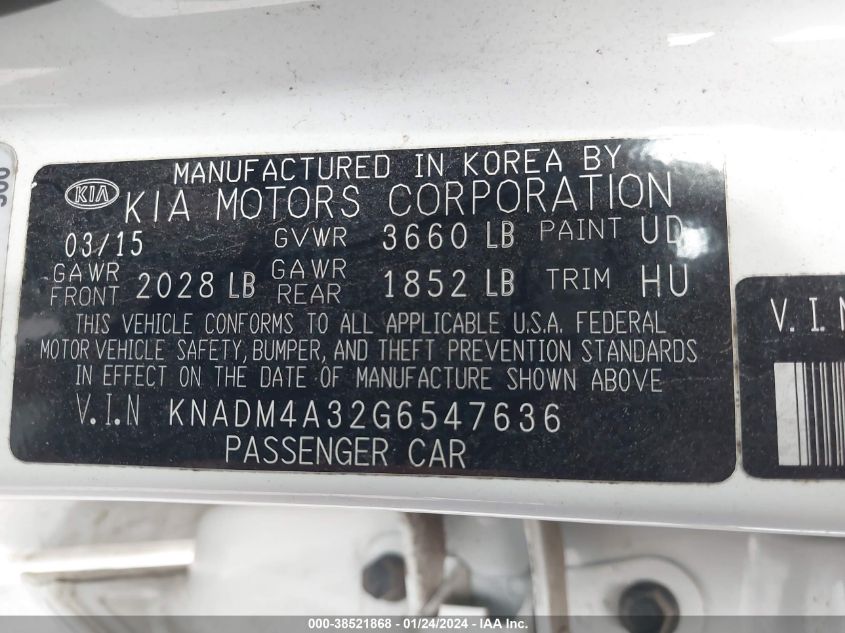 MANUFACTURED IN KOREA BY
KIA KIA MOTORS CORPORATION
03/15 GVWR 3660 LB PAINT UD
GAWR FRONT 2028 LB GAWR REAR 1852 LB TRIM HU
THIS VEHICLE CONFORMS TO ALL APPLICABLE U.S.A. FEDERAL
MOTOR VEHICLE SAFETY, BUMPER, AND THEFT PREVENTION STANDARDS
IN EFFECT ON THE DATE OF MANUFACTURE SHOWN ABOVE
V.I.N KNADM4A32G6547636
PASSENGER CAR
V.I.N
000-38521868 - 01/24/2024 - IAAI.COM